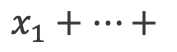 x₁ + ⋯ +